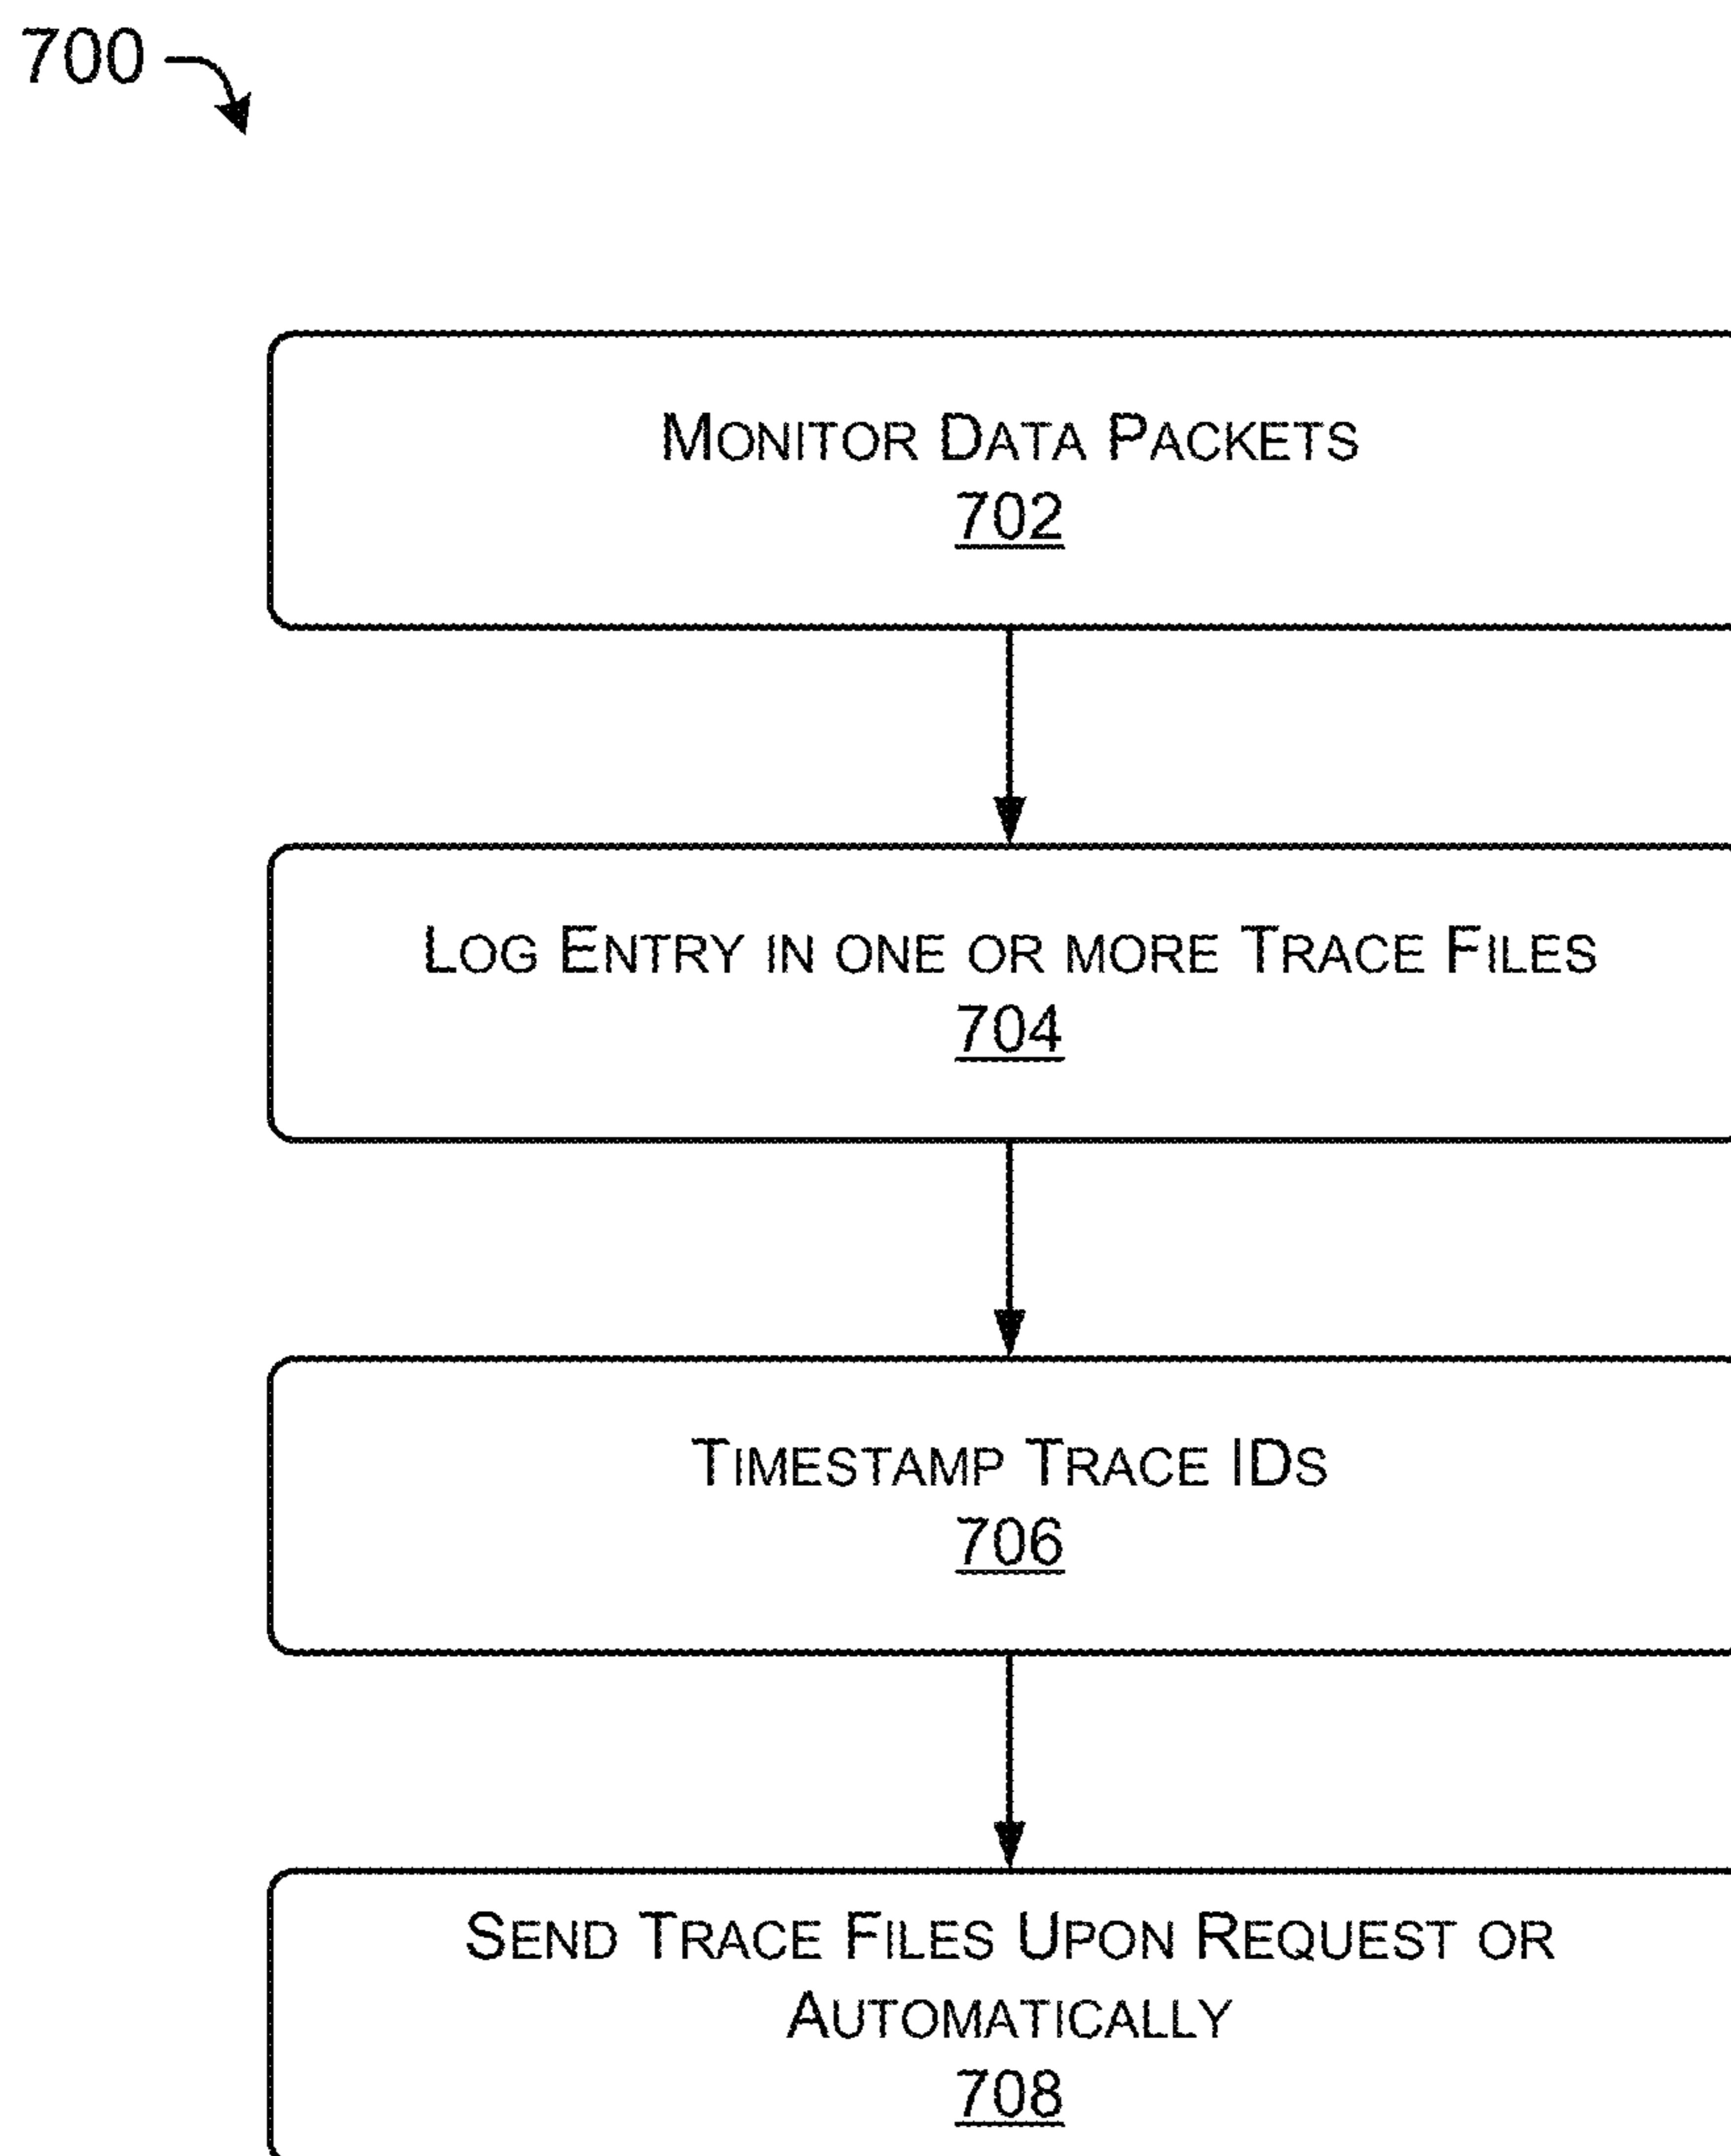 700
Monitor Data Packets
702
Log Entry in one or more Trace Files
704
Timestamp Trace IDs
706
Send Trace Files Upon Request or
Automatically
708